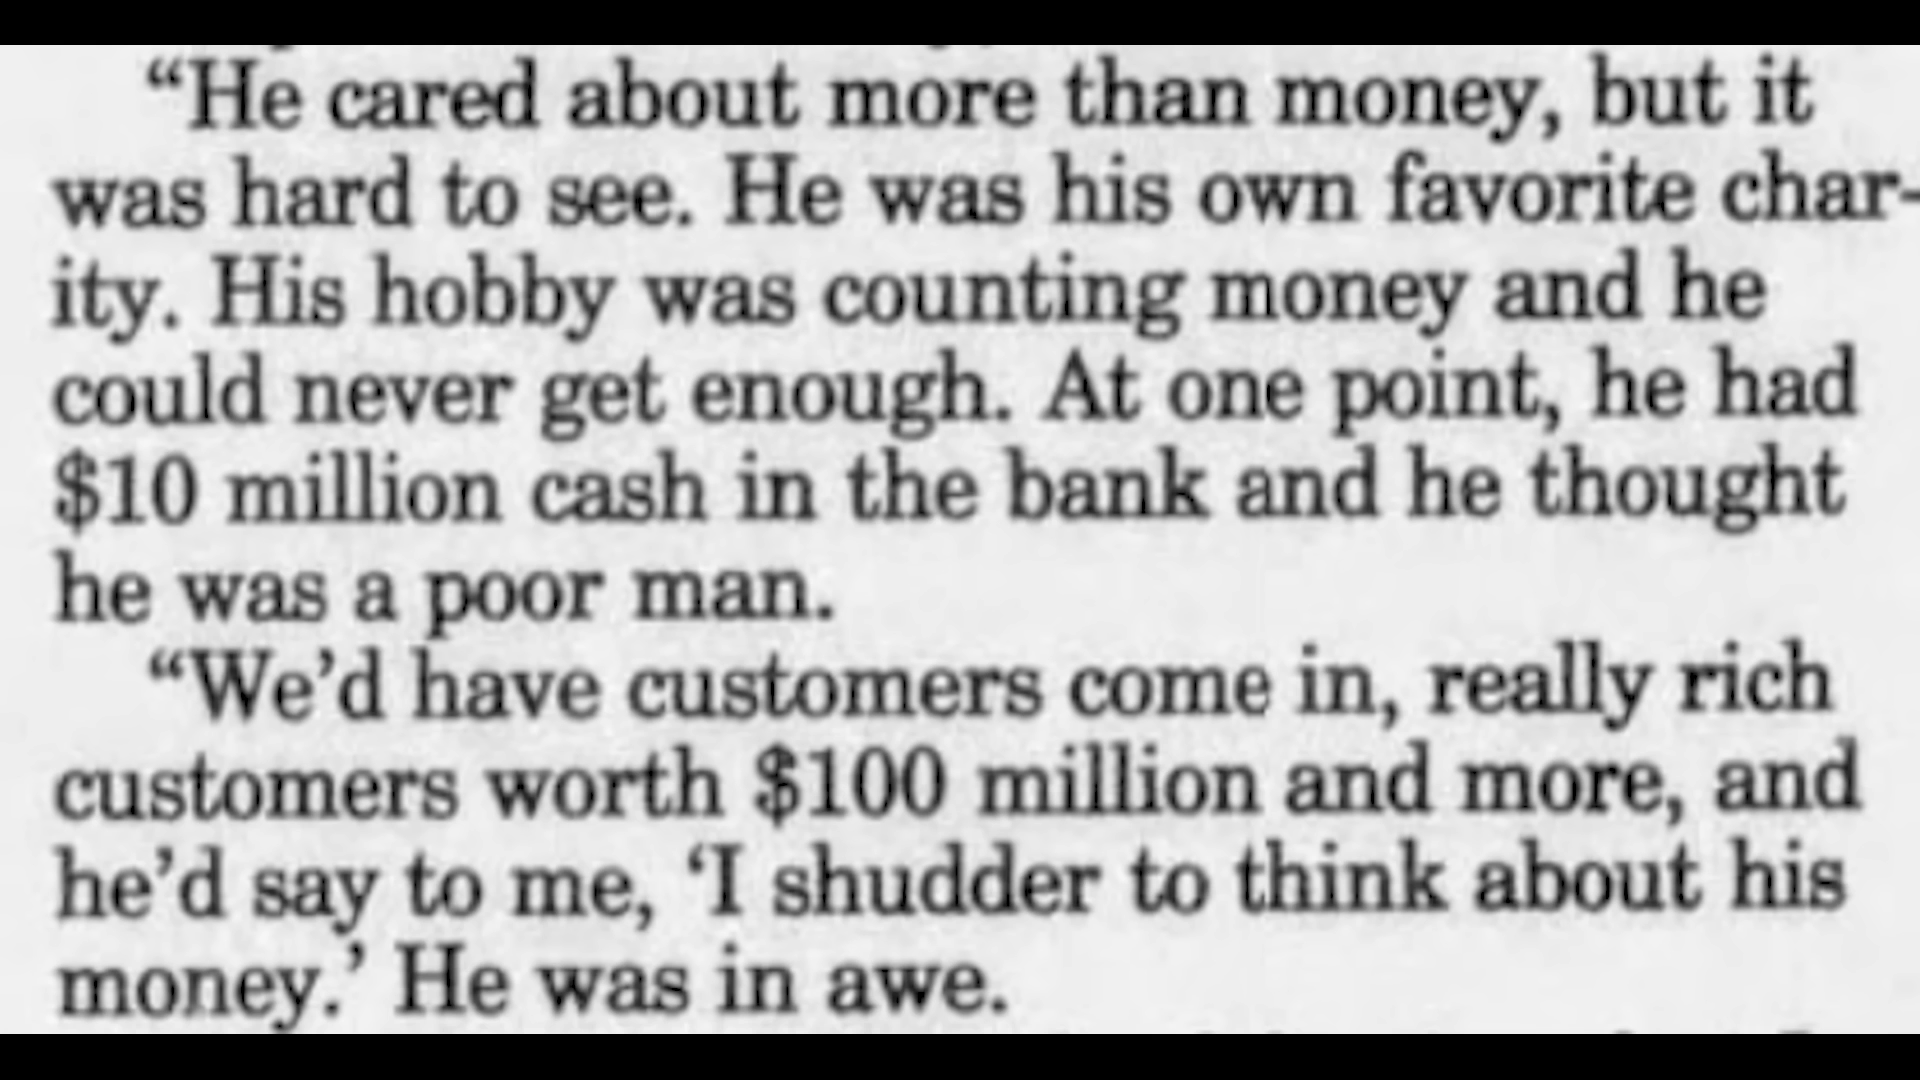 “He cared about more than money, but it
was hard to see. He was his own favorite char-
ity. His hobby was counting money and he
could never get enough. At one point, he had
$10 million cash in the bank and he thought
he was a poor man.
“We’d have customers come in, really rich
customers worth $100 million and more, and
he’d say to me, ‘I shudder to think about his
money.’ He was in awe.